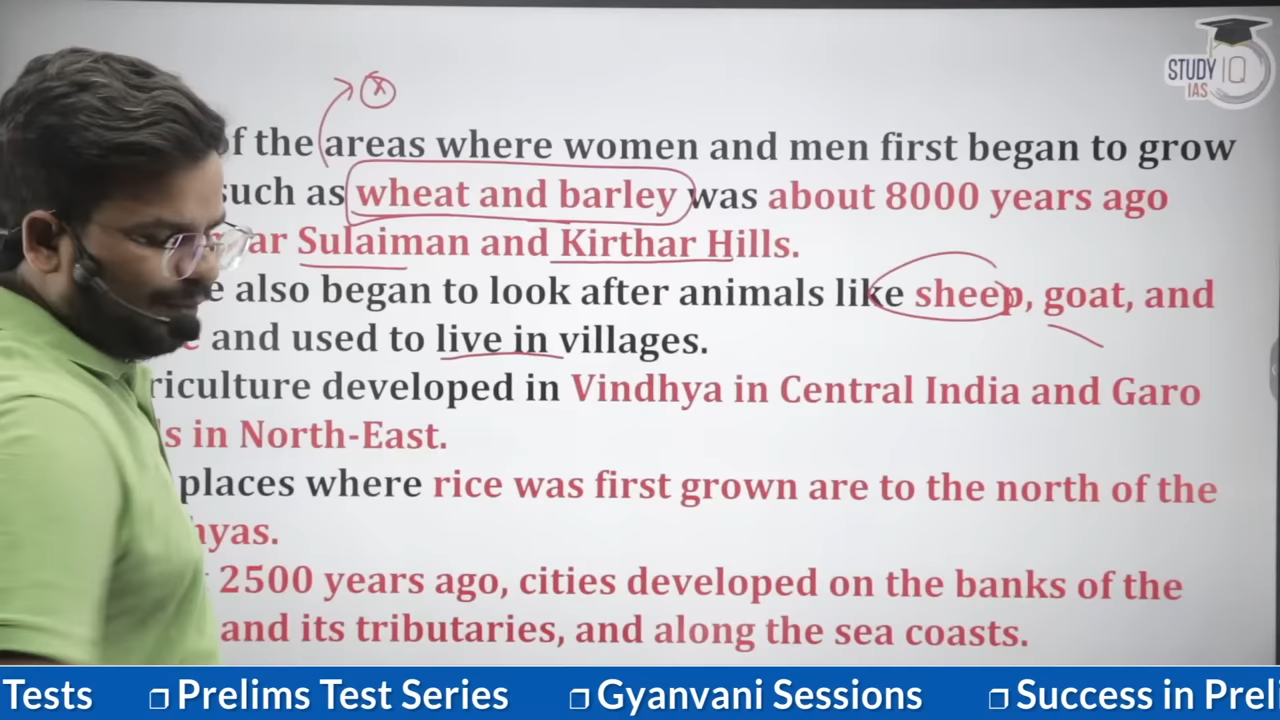 STUDY IQ
IAS
of the areas where women and men first began to grow
such as wheat and barley was about 8000 years ago
Sulaiman and Kirthar Hills.
also began to look after animals like sheep, goat, and
and used to live in villages.
developed in Vindhya in Central India and Garo
in North-East.
places where rice was first grown are to the north of the
2500 years ago, cities developed on the banks of the
and its tributaries, and along the sea coasts.
Tests ❐ Prelims Test Series ❐ Gyanvani Sessions ❐ Success in Preli